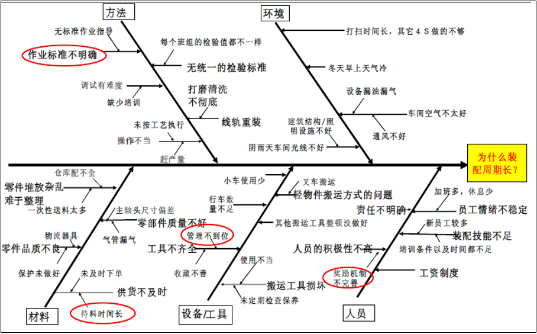 方法
环境
无标准作业指导
作业标准不明确
每个班组的检验值都不一样
无统一的检验标准
调试有难度
缺少培训
打磨清洗
不彻底
线轨重装
未按工艺执行
操作不当
赶产量
打扫时间长，其它4S做的不够
冬天早上天气冷
设备漏油漏气
车间空气不太好
通风不好
建筑结构/照
明设施不好
阴雨天车间光线不好
为什么装
配周期长？
仓库配不全
零件堆放杂乱
难于整理
一次性送料太多
主轴头尺寸偏差
零部件质量不好
气管漏气
物流器具
零件品质不良
保护未做好
未及时下单
供货不及时
待料时间长
材料
小车使用少
叉车搬运
轻物件搬运方式的问题
行车数
量不足
其他搬运工具整顿没做好
管理不到位
工具不齐全
收藏不善
使用不当
搬运工具损坏
未定期检查保养
设备/工具
加班多，休息少
责任不明确
员工情绪不稳定
新员工较多
装配技能不足
人员的积极性不高
培训条件以及时间都不足
奖励机制
不完善
工资制度
人员